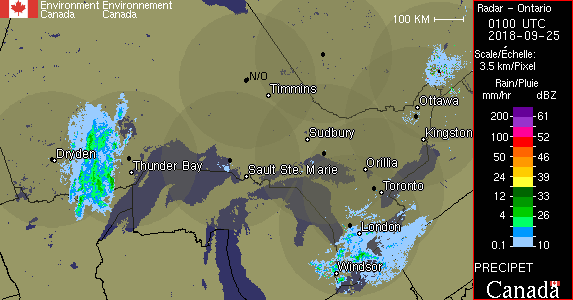 Environment Environnement
Canada Canada
100 KM
Radar - Ontario
0100 UTC
2018-09-25
Scale/Échelle:
3.5 km/Pixel
Rain/Pluie
mm/hr dBZ
200 61
100 52
50 46
24 39
12 33
4 26
0.1 10
PRECIPET
Canada
N/O
Timmins
Ottawa
Sudbury
Kingston
Dryden
Thunder Bay
Sault Ste. Marie
Orillia
Toronto
London
Windsor